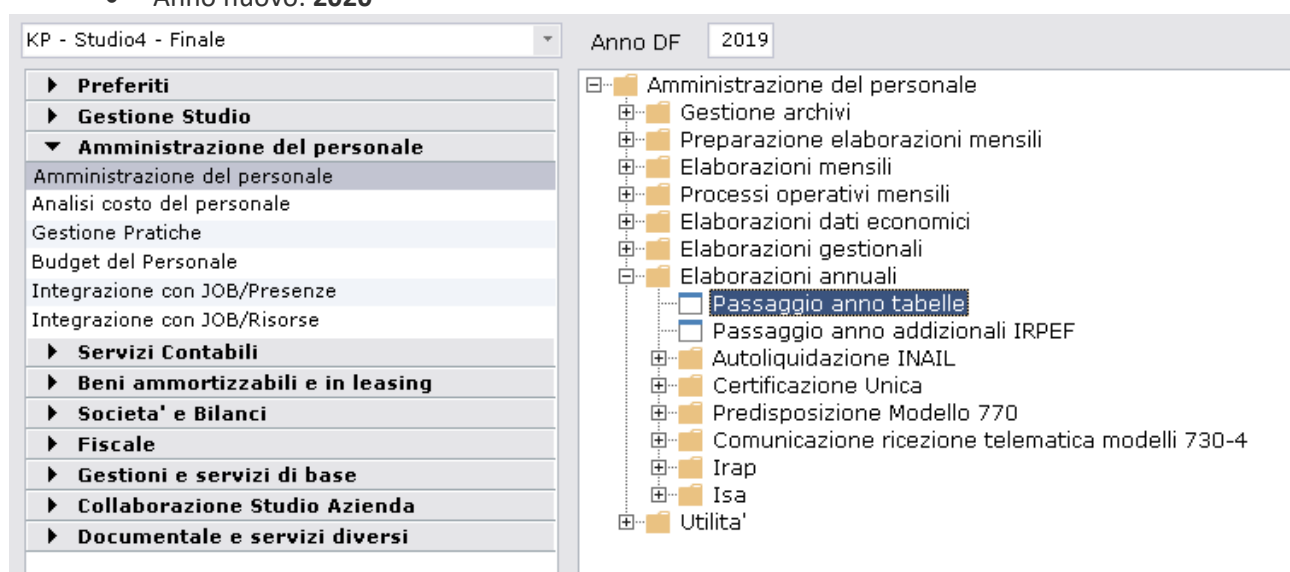 Anno nuovo: 2020
KP - Studio4 - Finale
Anno DF 2019
Preferiti
Gestione Studio
Amministrazione del personale
Amministrazione del personale
Analisi costo del personale
Gestione Pratiche
Budget del Personale
Integrazione con JOB/Presenze
Integrazione con JOB/Risorse
Servizi Contabili
Beni ammortizzabili e in leasing
Societa' e Bilanci
Fiscale
Gestioni e servizi di base
Collaborazione Studio Azienda
Documentale e servizi diversi
Amministrazione del personale
Gestione archivi
Preparazione elaborazioni mensili
Elaborazioni mensili
Processi operativi mensili
Elaborazioni dati economici
Elaborazioni gestionali
Elaborazioni annuali
Passaggio anno tabelle
Passaggio anno addizionali IRPEF
Autoliquidazione INAIL
Certificazione Unica
Predisposizione Modello 770
Comunicazione ricezione telematica modelli 730-4
Irap
Isa
Utilita'